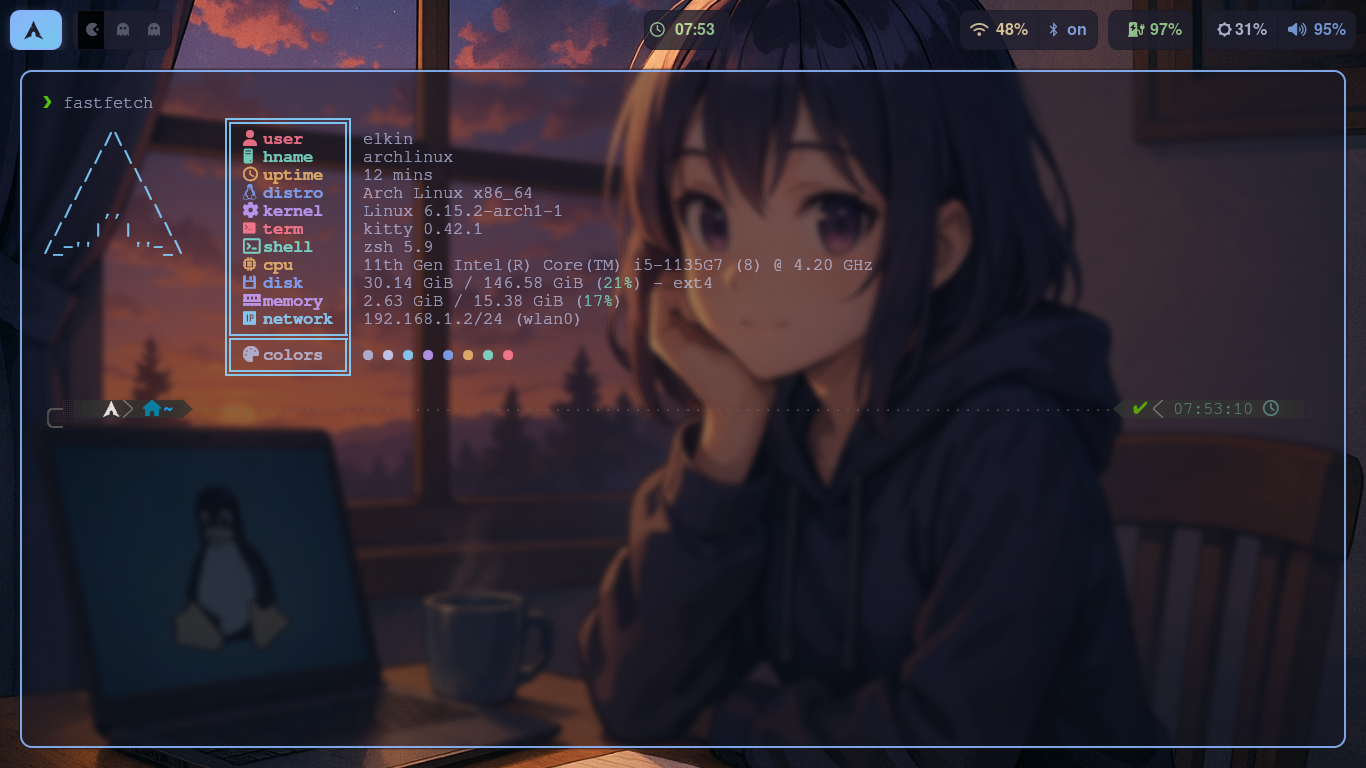 07:53 48% on 97% 31% 95%
❯ fastfetch
user elkin
hname archlinux
uptime 12 mins
distro Arch Linux x86_64
kernel Linux 6.15.2-arch1-1
term kitty 0.42.1
shell zsh 5.9
cpu 11th Gen Intel(R) Core(TM) i5-1135G7 (8) @ 4.20 GHz
disk 30.14 GiB / 146.58 GiB (21%) - ext4
memory 2.63 GiB / 15.38 GiB (17%)
network 192.168.1.2/24 (wlan0)
colors
~ 07:53:10